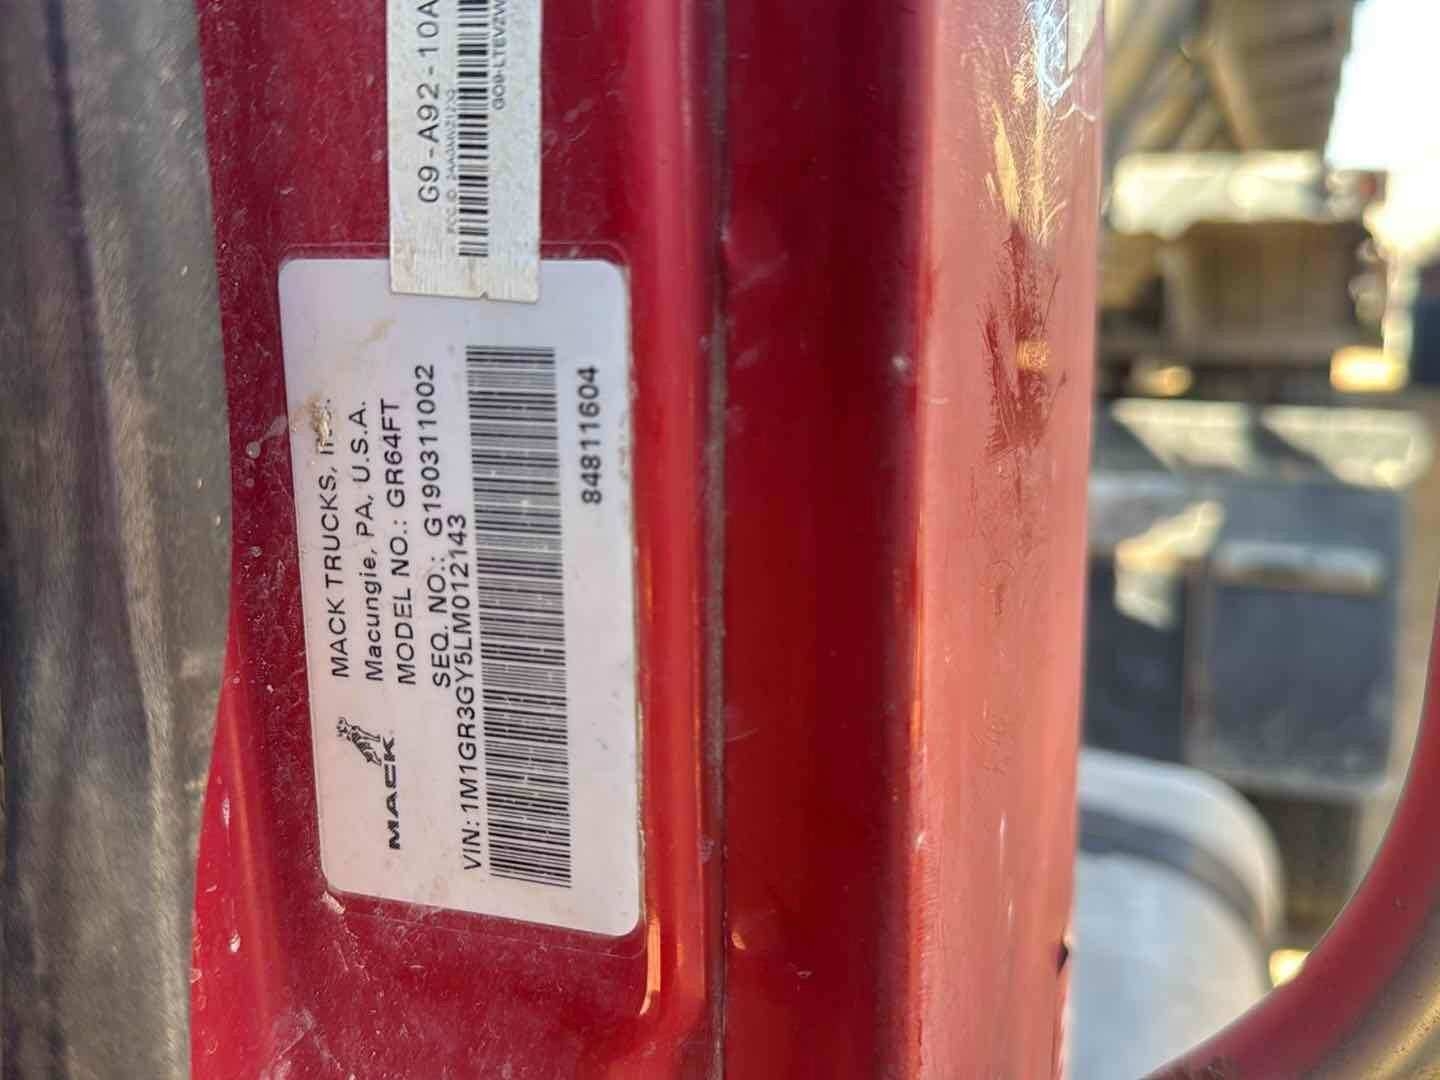 G9-A92-10A
MACK TRUCKS,
Macungie, PA, U.S.A.
MODEL NO.: GR64FT
SEQ. NO.: G190311002
VIN: 1M1GR3GY5LM012143
84811604
MACK